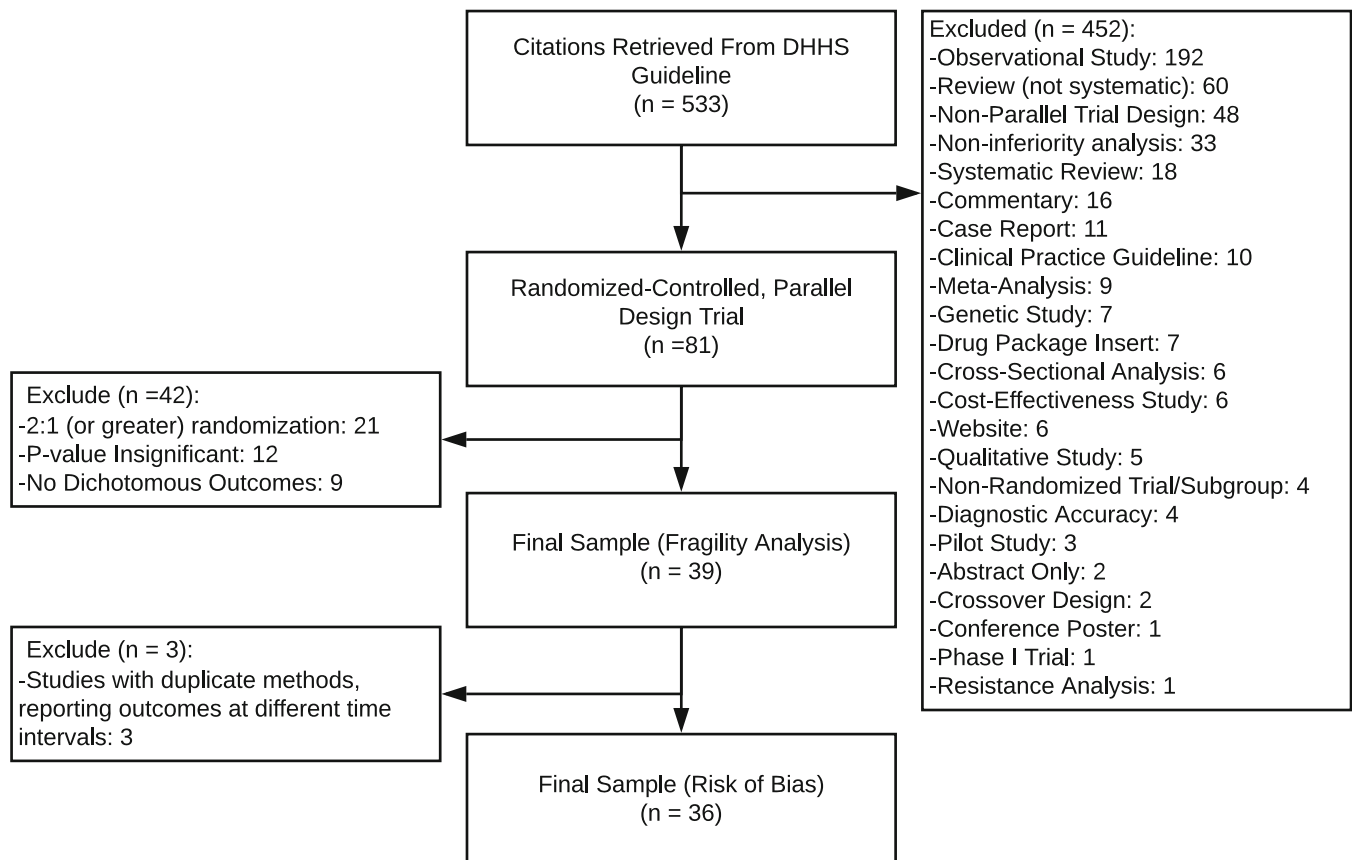 Citations Retrieved From DHHS
Guideline
(n = 533)
Excluded (n = 452):
-Observational Study: 192
-Review (not systematic): 60
-Non-Parallel Trial Design: 48
-Non-inferiority analysis: 33
-Systematic Review: 18
-Commentary: 16
-Case Report: 11
-Clinical Practice Guideline: 10
-Meta-Analysis: 9
-Genetic Study: 7
-Drug Package Insert: 7
-Cross-Sectional Analysis: 6
-Cost-Effectiveness Study: 6
-Website: 6
-Qualitative Study: 5
-Non-Randomized Trial/Subgroup: 4
-Diagnostic Accuracy: 4
-Pilot Study: 3
-Abstract Only: 2
-Crossover Design: 2
-Conference Poster: 1
-Phase I Trial: 1
-Resistance Analysis: 1
Randomized-Controlled, Parallel
Design Trial
(n =81)
Exclude (n =42):
-2:1 (or greater) randomization: 21
-P-value Insignificant: 12
-No Dichotomous Outcomes: 9
Final Sample (Fragility Analysis)
(n = 39)
Exclude (n = 3):
-Studies with duplicate methods,
reporting outcomes at different time
intervals: 3
Final Sample (Risk of Bias)
(n = 36)